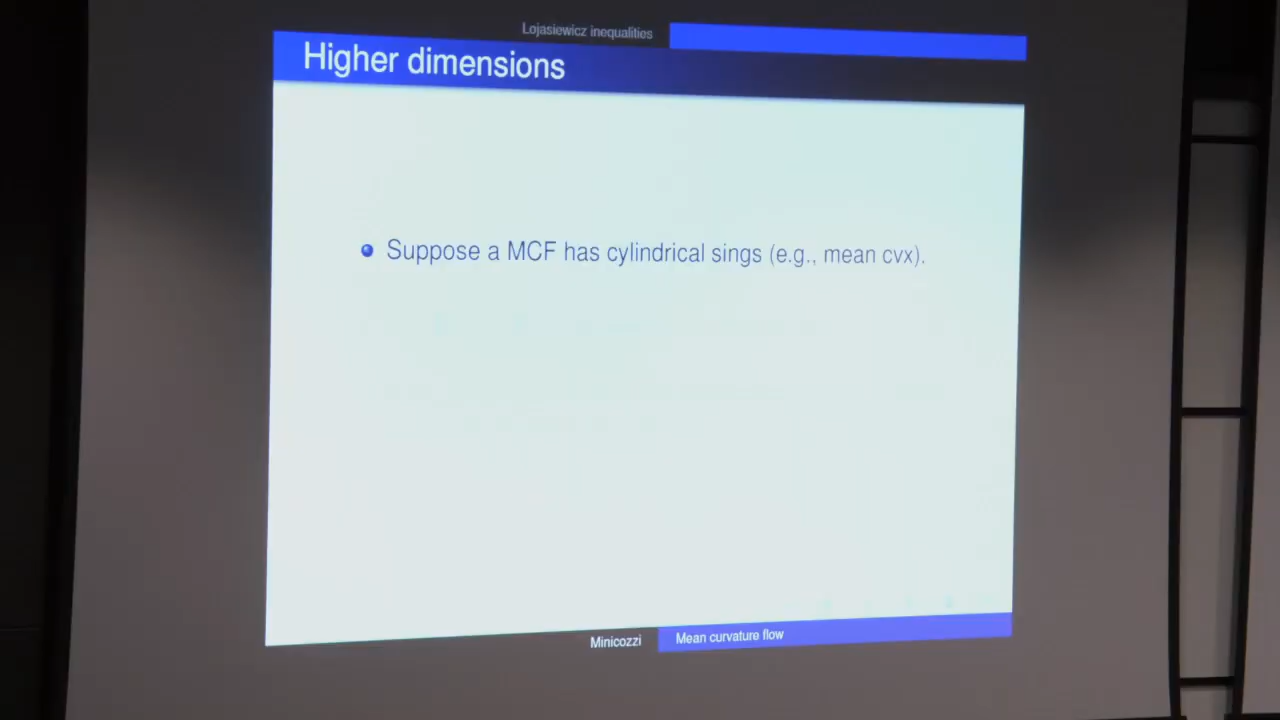 Lojasiewicz inequalities
Higher dimensions
Suppose a MCF has cylindrical sings (e.g., mean cvx).
Minicozzi
Mean curvature flow